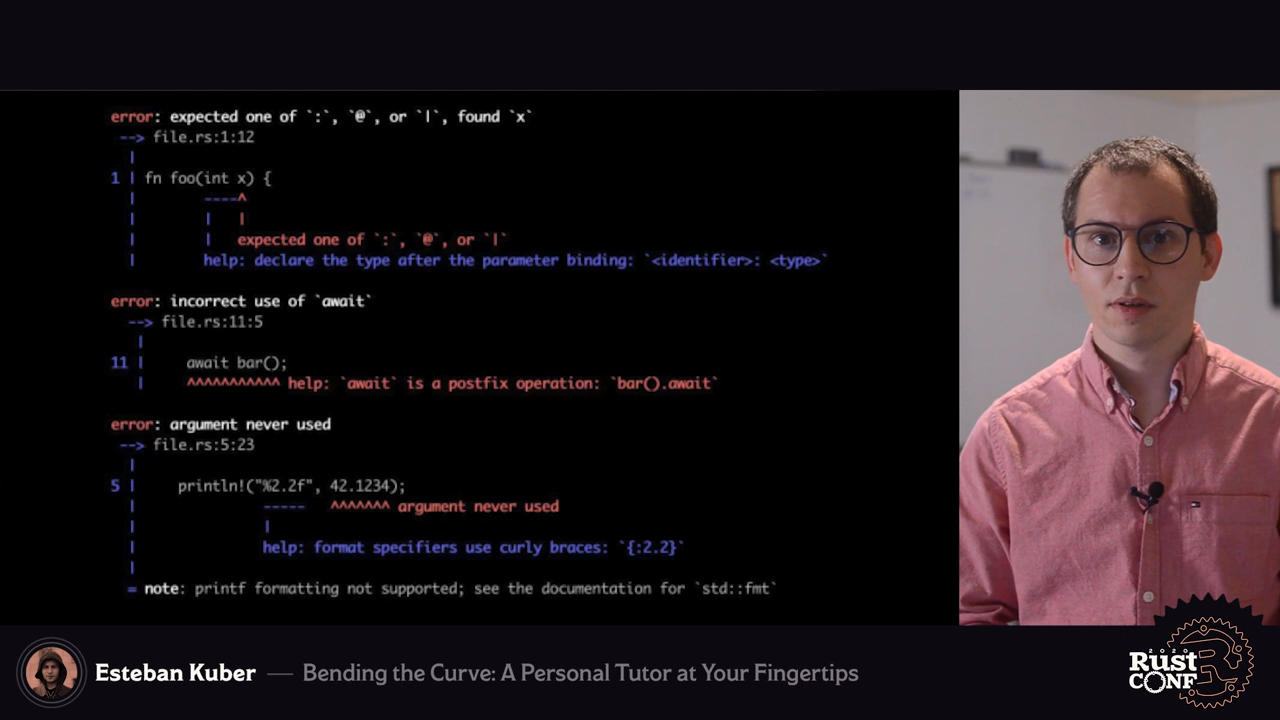 error: expected one of `:`, `@`, or `|`, found `x`
--> file.rs:1:12
|
1 | fn foo(int x) {
| ----^
| | |
| | expected one of `:`, `@`, or `|`
| help: declare the type after the parameter binding: `<identifier>: <type>`
error: incorrect use of `await`
--> file.rs:11:5
|
11 | await bar();
| ^^^^^^^^^^^ help: `await` is a postfix operation: `bar().await`
error: argument never used
--> file.rs:5:23
|
5 | println!("%2.2f", 42.1234);
| ----- ^^^^^^^ argument never used
| |
| help: format specifiers use curly braces: `{:2.2}`
|
= note: printf formatting not supported; see the documentation for `std::fmt`
Esteban Kuber — Bending the Curve: A Personal Tutor at Your Fingertips
2020
Rust
CONF
R